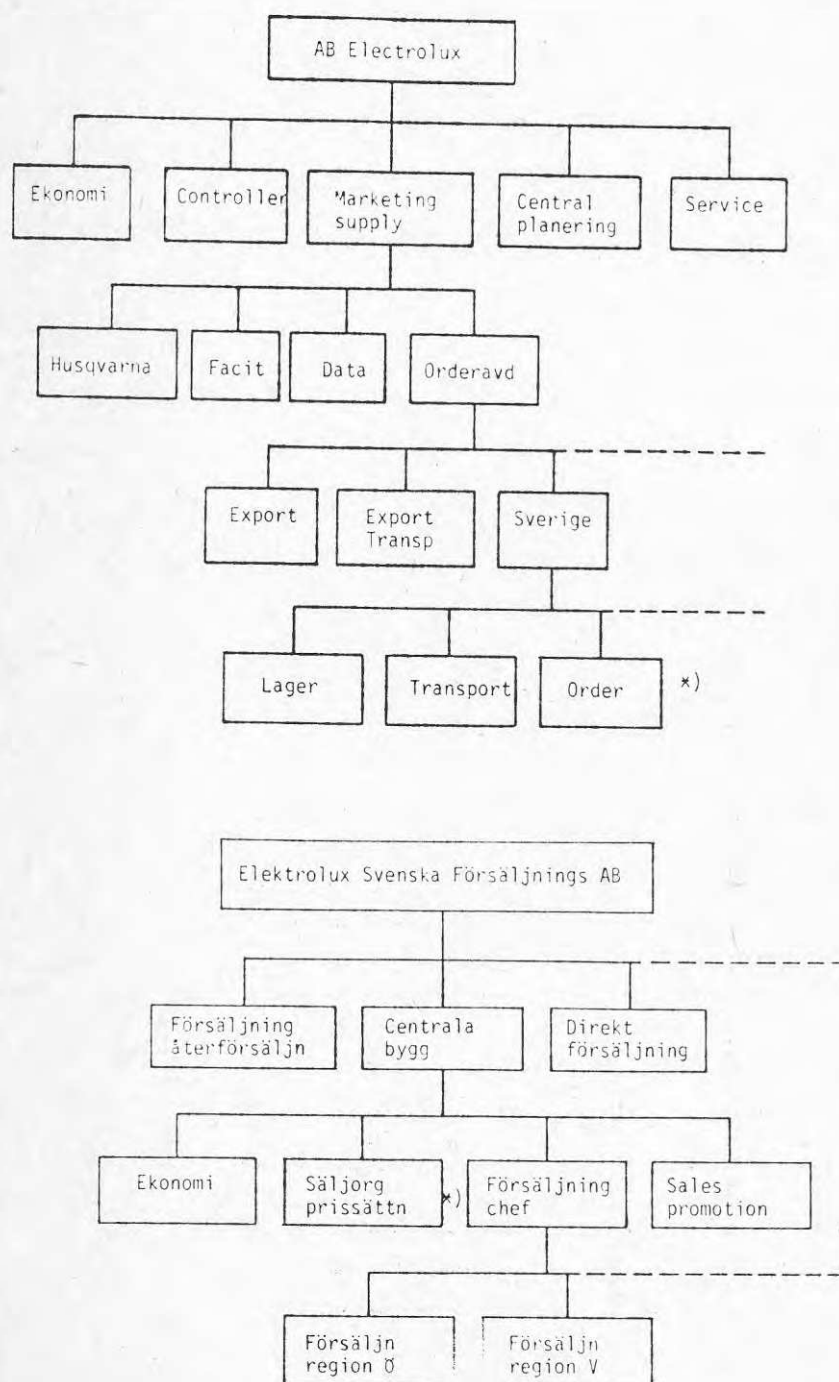 AB Electrolux
Ekonomi
Controller
Marketing
supply
Central
planering
Service
Husqvarna
Facit
Data
Orderavd
Export
Export
Transp
Sverige
Lager
Transport
Order
*)
Elektrolux Svenska Försäljnings AB
Försäljning
återförsäljn
Centrala
bygg
Direkt
försäljning
Ekonomi
Säljorg
prissättn
*)
Försäljning
chef
Sales
promotion
Försäljn
region Ö
Försäljn
region V